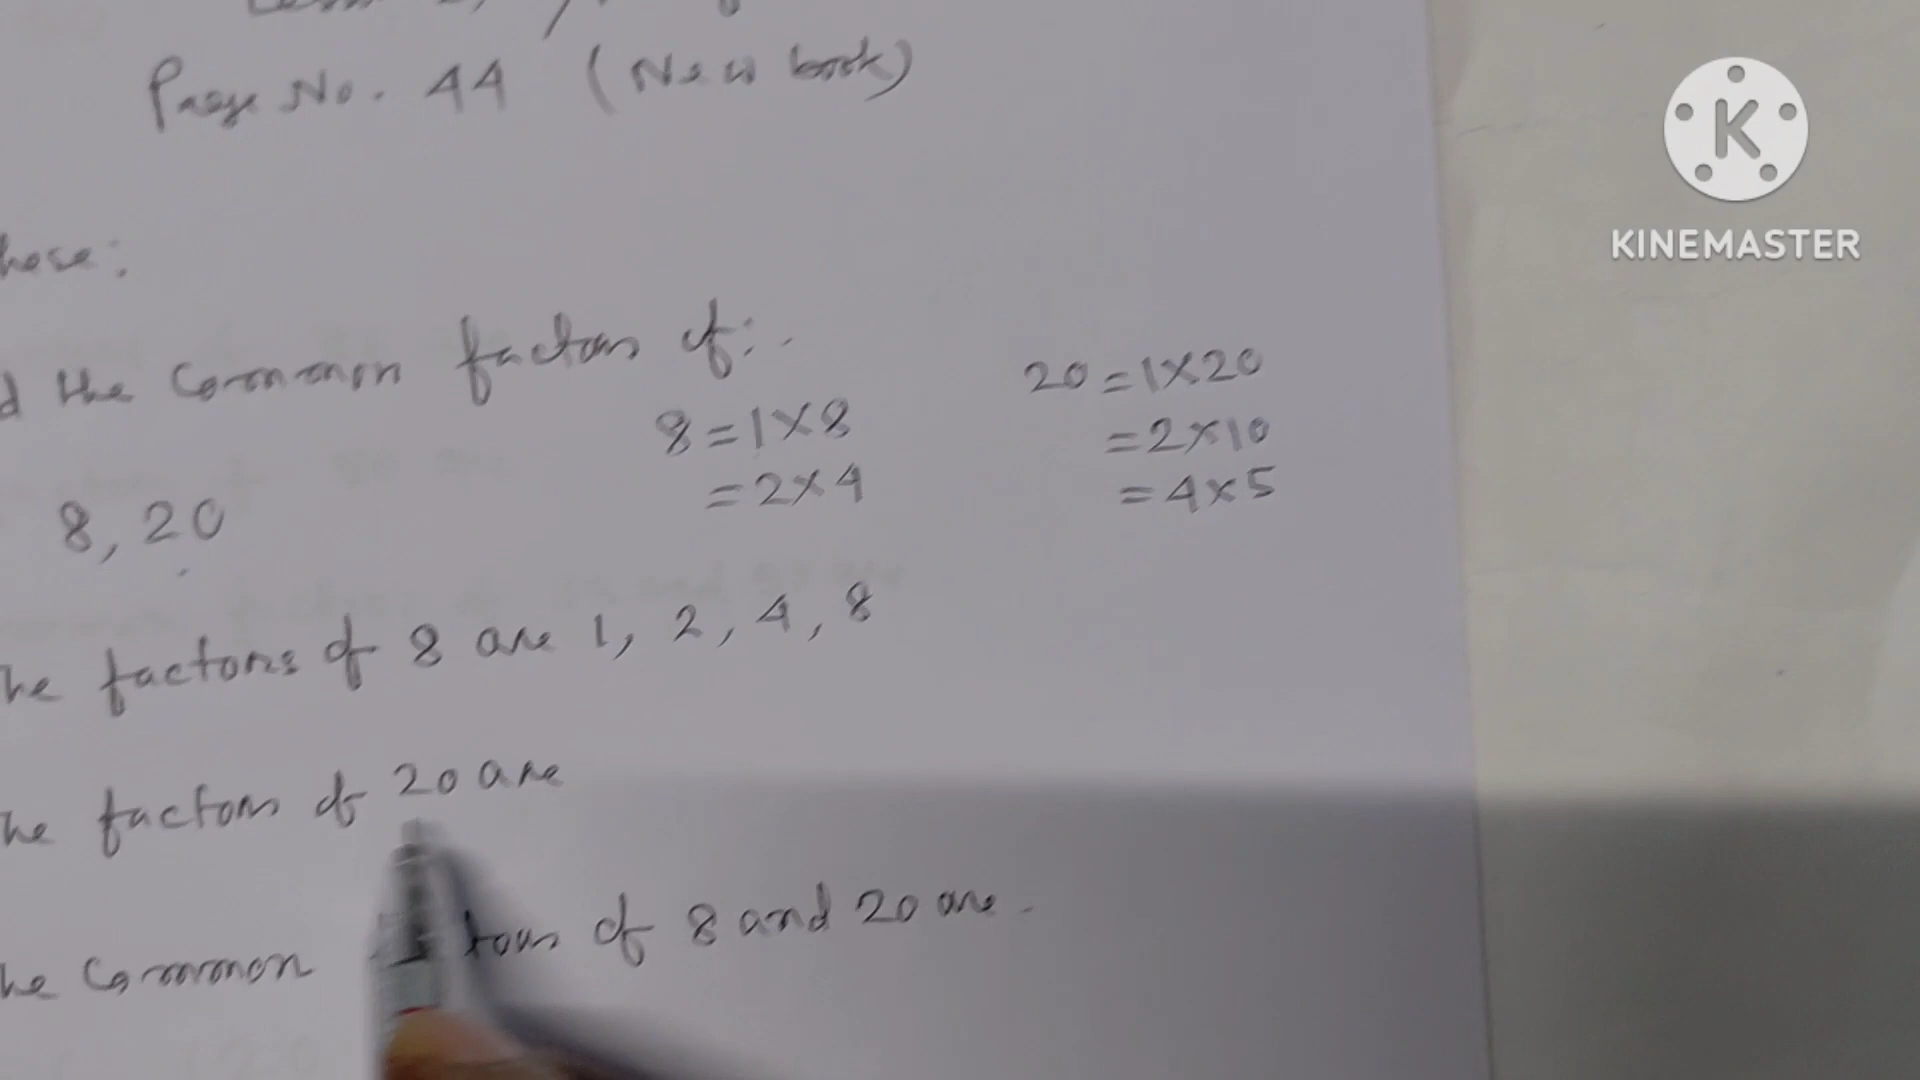 Page No. 44 (New book)
K
KINEMASTER
the common factors of:-
20 = 1×20
8 = 1×8
= 2×10
= 2×4
= 4×5
8, 20
he factors of 8 are 1, 2, 4, 8
he factors of 20 are
he common tors of 8 and 20 are.